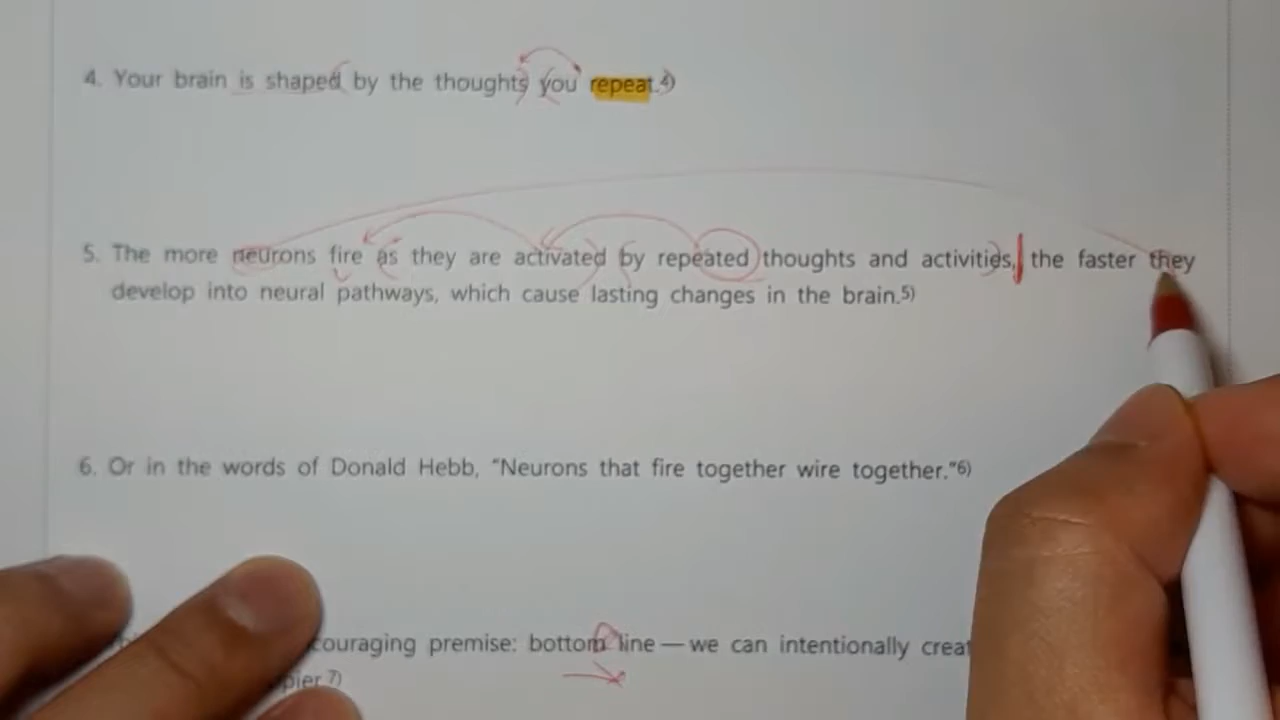 4. Your brain is shaped by the thoughts you repeat.4)
5. The more neurons fire as they are activated by repeated thoughts and activities, the faster they
develop into neural pathways, which cause lasting changes in the brain.5)
6. Or in the words of Donald Hebb, “Neurons that fire together wire together.”6)
couraging premise: bottom line — we can intentionally creat
pier.7)